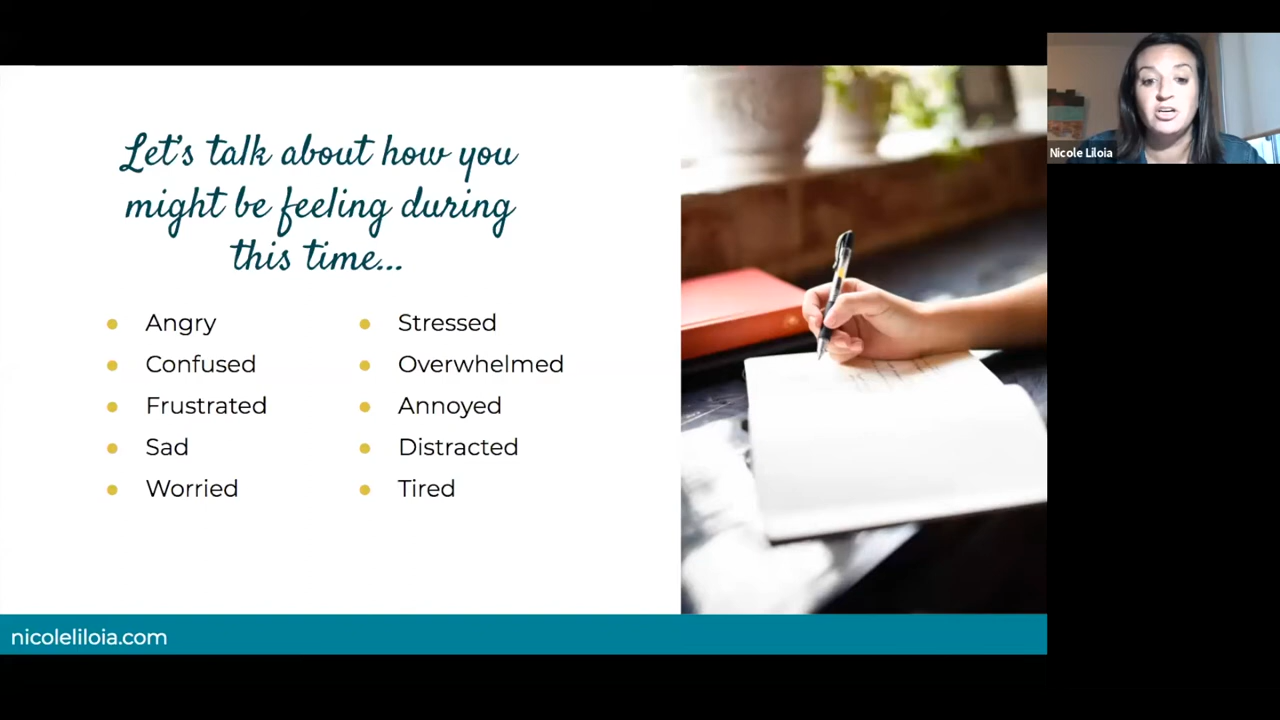 Let's talk about how you
might be feeling during
this time...
Angry
Confused
Frustrated
Sad
Worried
Stressed
Overwhelmed
Annoyed
Distracted
Tired
nicoleliloia.com
Nicole Liloia